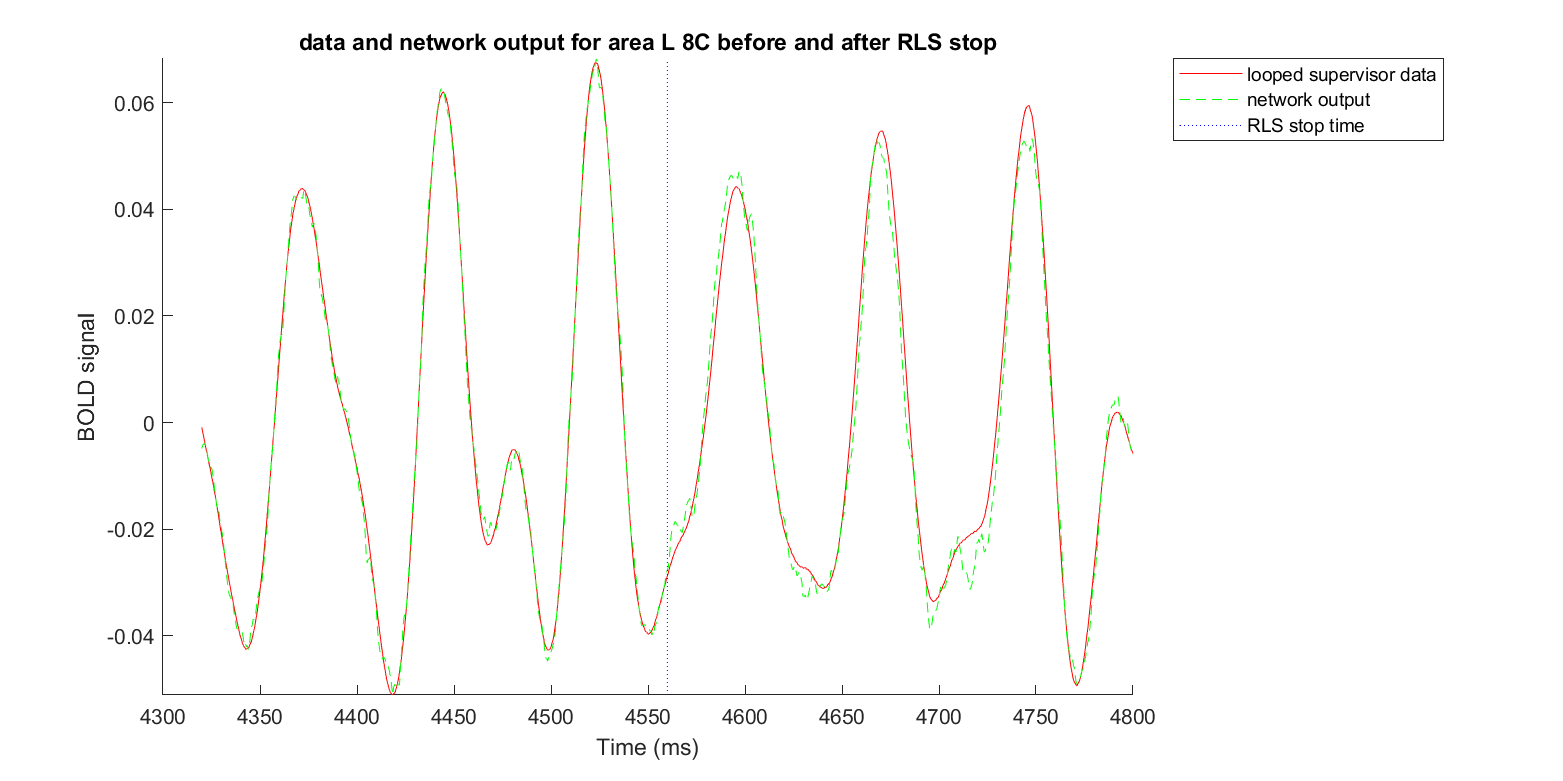 data and network output for area L 8C before and after RLS stop
looped supervisor data
network output
RLS stop time
BOLD signal
0.06
0.04
0.02
0
-0.02
-0.04
4300 4350 4400 4450 4500 4550 4600 4650 4700 4750 4800
Time (ms)